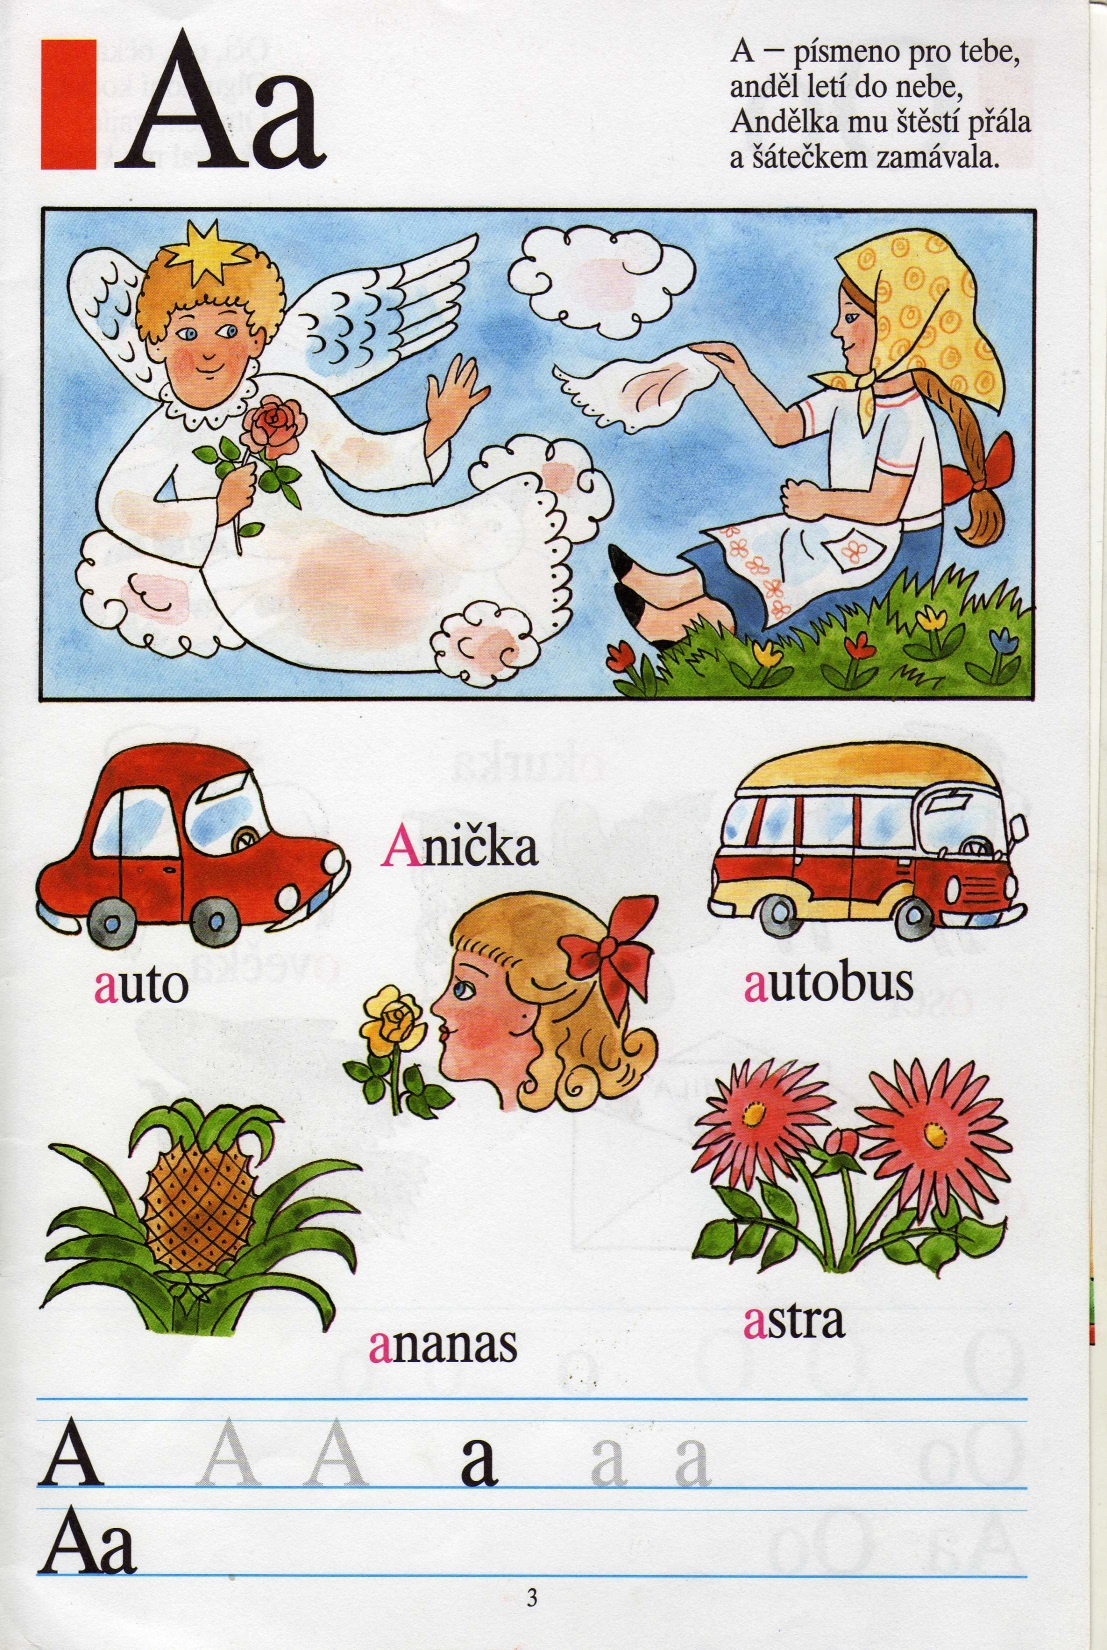 Aa
A – písmeno pro tebe,
anděl letí do nebe,
Andělka mu štěstí přála
a šátečkem zamávala.
Anička
auto
autobus
ananas
astra
A A A a a a
Aa
3